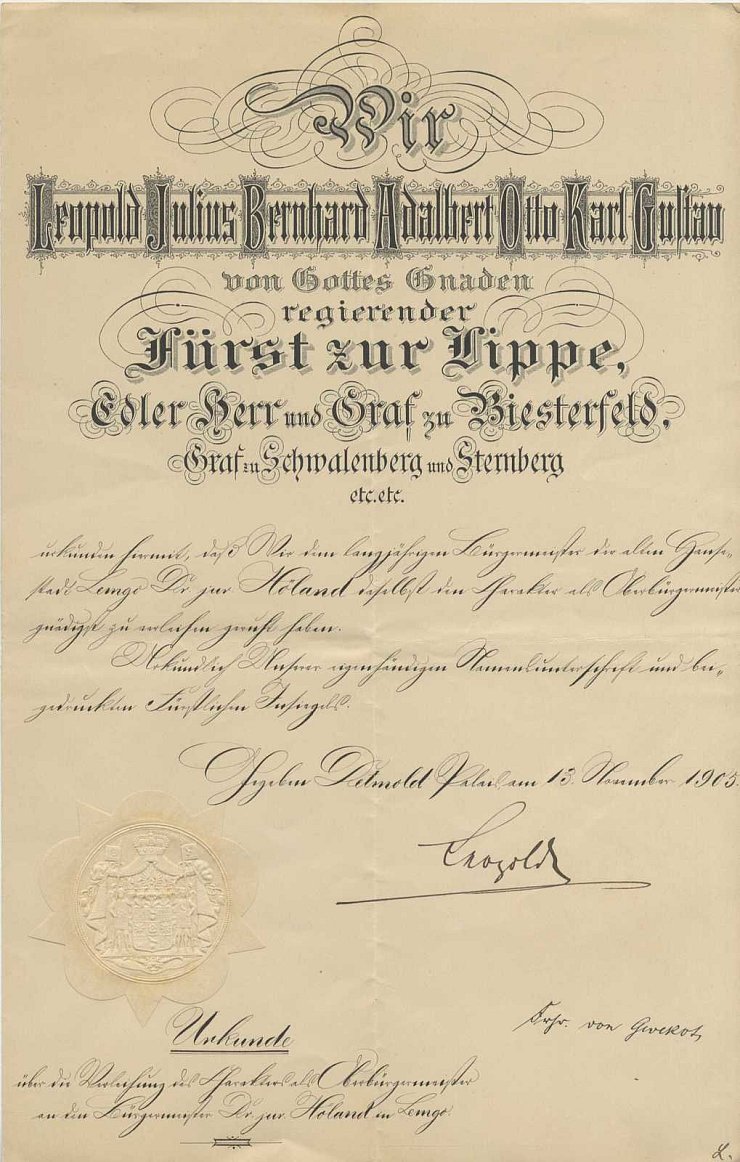 Wir
Leopold Julius Bernhard Adalbert Otto Karl Gustav
von Gottes Gnaden
regierender
Fürst zur Lippe,
Edler Herr und Graf zu Biesterfeld,
Graf zu Schwalenberg und Sternberg
etc. etc.
urkunden hiermit, daß Wir dem langjährigen Bürgermeister der alten Hanse-
stadt Lemgo Dr jur Höland daselbst den Charakter als Oberbürgermeister
gnädigst zu verleihen geruht haben.
Urkundlich Unserer eigenhändigen Namensunterschrift und bei-
gedruckten Fürstlichen Insiegels.
Gegeben Detmold Palais am 13. November 1905.
Leopold
Frhr. von
Urkunde
über die Verleihung des Charakters als Oberbürgermeister
an den Bürgermeister Dr jur Höland in Lemgo.
L.